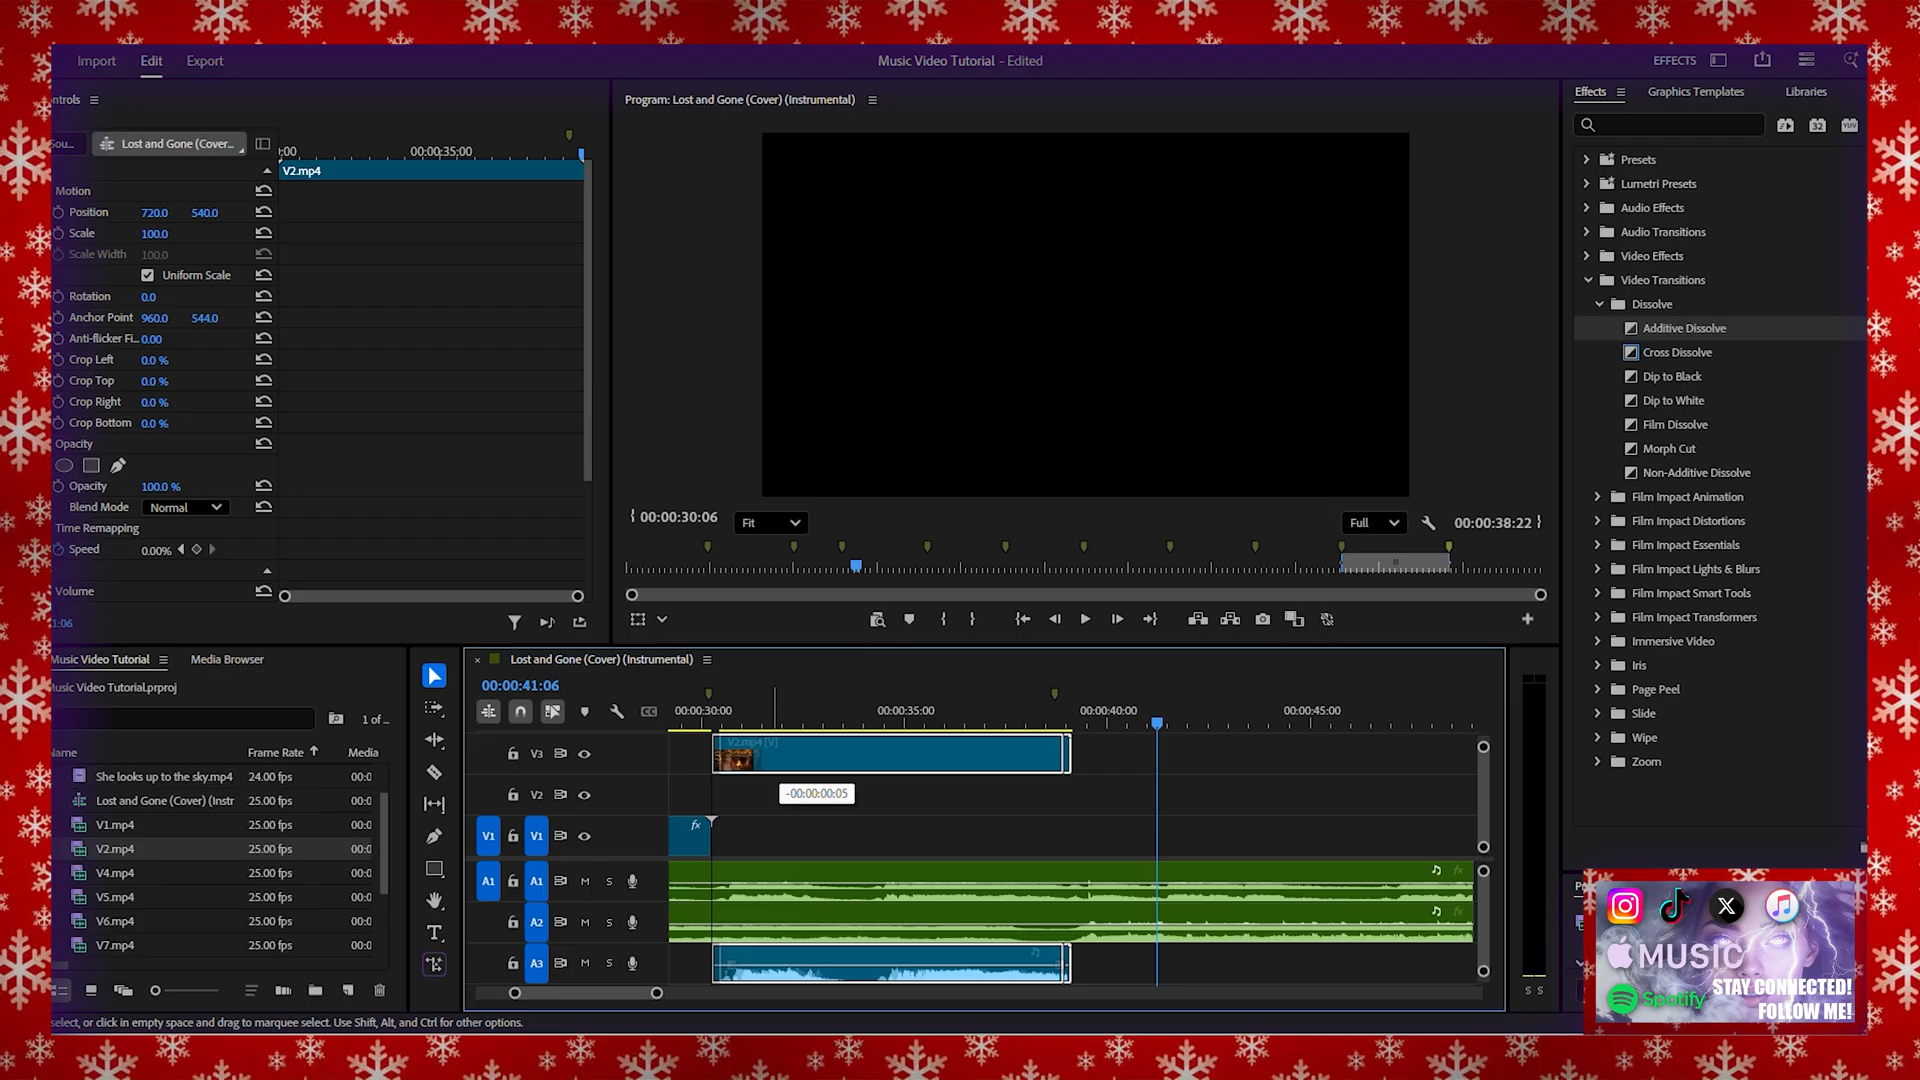 Import
Edit
Export
Music Video Tutorial - Edited
EFFECTS
ntrols
Program: Lost and Gone (Cover) (Instrumental)
Effects
Graphics Templates
Libraries
Sou...
Lost and Gone (Cover...
:00
00:00:35:00
V2.mp4
Motion
Position 720.0 540.0
Scale 100.0
Scale Width 100.0
Uniform Scale
Rotation 0.0
Anchor Point 960.0 544.0
Anti-flicker Fi... 0.00
Crop Left 0.0 %
Crop Top 0.0 %
Crop Right 0.0 %
Crop Bottom 0.0 %
Opacity
Opacity 100.0 %
Blend Mode Normal
Time Remapping
Speed 0.00%
Volume
1:06
00:00:30:06
Fit
Full
00:00:38:22
32
YUV
Presets
Lumetri Presets
Audio Effects
Audio Transitions
Video Effects
Video Transitions
Dissolve
Additive Dissolve
Cross Dissolve
Dip to Black
Dip to White
Film Dissolve
Morph Cut
Non-Additive Dissolve
Film Impact Animation
Film Impact Distortions
Film Impact Essentials
Film Impact Lights & Blurs
Film Impact Smart Tools
Film Impact Transformers
Immersive Video
Iris
Page Peel
Slide
Wipe
Zoom
Music Video Tutorial
Media Browser
Music Video Tutorial.prproj
1 of...
Name Frame Rate Media
She looks up to the sky.mp4 24.00 fps 00:0
Lost and Gone (Cover) (Instr 25.00 fps 00:0
V1.mp4 25.00 fps 00:0
V2.mp4 25.00 fps 00:0
V4.mp4 25.00 fps 00:0
V5.mp4 25.00 fps 00:0
V6.mp4 25.00 fps 00:0
V7.mp4 25.00 fps 00:0
Lost and Gone (Cover) (Instrumental)
00:00:41:06
CC
00:00:30:00
00:00:35:00
00:00:40:00
00:00:45:00
V3
V2.mp4 [V]
V2
-00:00:00:05
V1 V1
fx
A1 A1 M S
fx
A2 M S
fx
A3 M S
S S
select, or click in empty space and drag to marquee select. Use Shift, Alt, and Ctrl for other options.
MUSIC
Spotify
STAY CONNECTED!
FOLLOW ME!